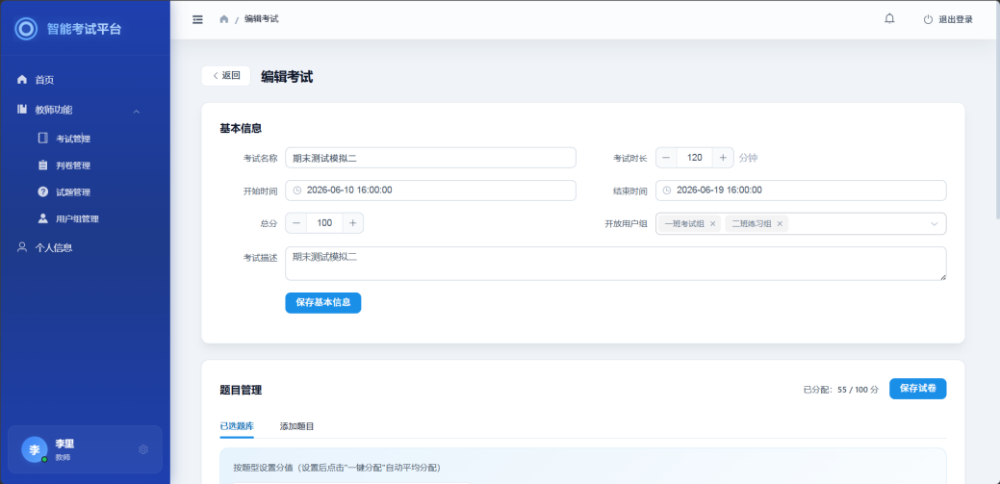 智能考试平台
首页
教师功能
考试管理
判卷管理
试题管理
用户组管理
个人信息
李
李里
教师
/ 编辑考试
退出登录
返回
编辑考试
基本信息
考试名称
期末测试模拟二
考试时长
120
分钟
开始时间
2026-06-10 16:00:00
结束时间
2026-06-19 16:00:00
总分
100
开放用户组
一班考试组 ×
二班练习组 ×
考试描述
期末测试模拟二
保存基本信息
题目管理
已分配: 55 / 100 分
保存试卷
已选题库
添加题目
按题型设置分值（设置后点击"一键分配"自动平均分配）